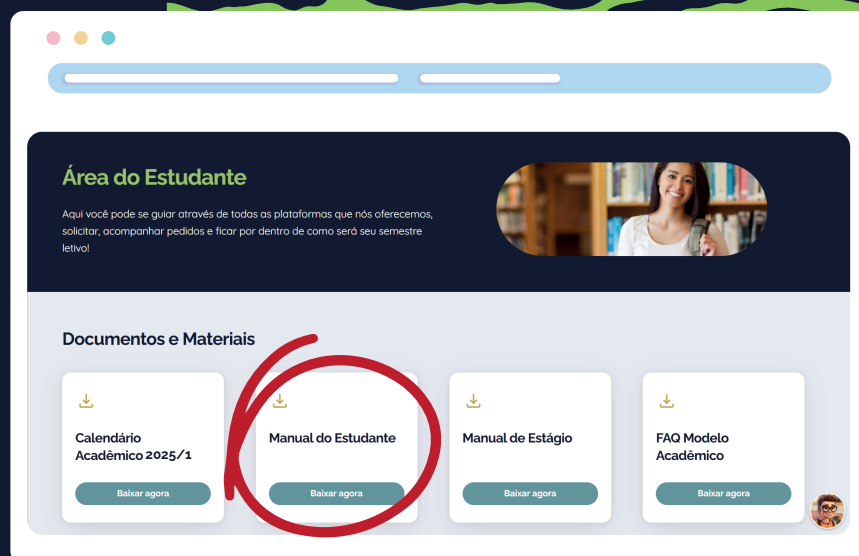 Área do Estudante
Aqui você pode se guiar através de todas as plataformas que nós oferecemos,
solicitar, acompanhar pedidos e ficar por dentro de como será seu semestre
letivo!
Documentos e Materiais
Calendário
Acadêmico 2025/1
Baixar agora
Manual do Estudante
Baixar agora
Manual de Estágio
Baixar agora
FAQ Modelo
Acadêmico
Baixar agora